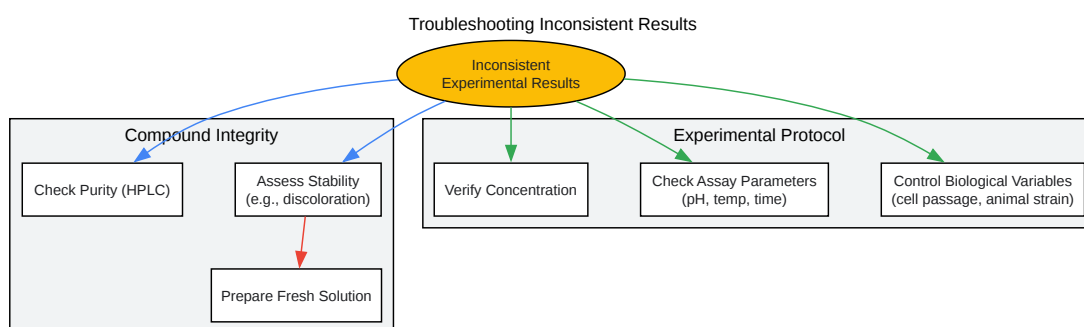 Troubleshooting Inconsistent Results
Inconsistent
Experimental Results
Compound Integrity
Experimental Protocol
Check Purity (HPLC)
Assess Stability
(e.g., discoloration)
Verify Concentration
Check Assay Parameters
(pH, temp, time)
Control Biological Variables
(cell passage, animal strain)
Prepare Fresh Solution